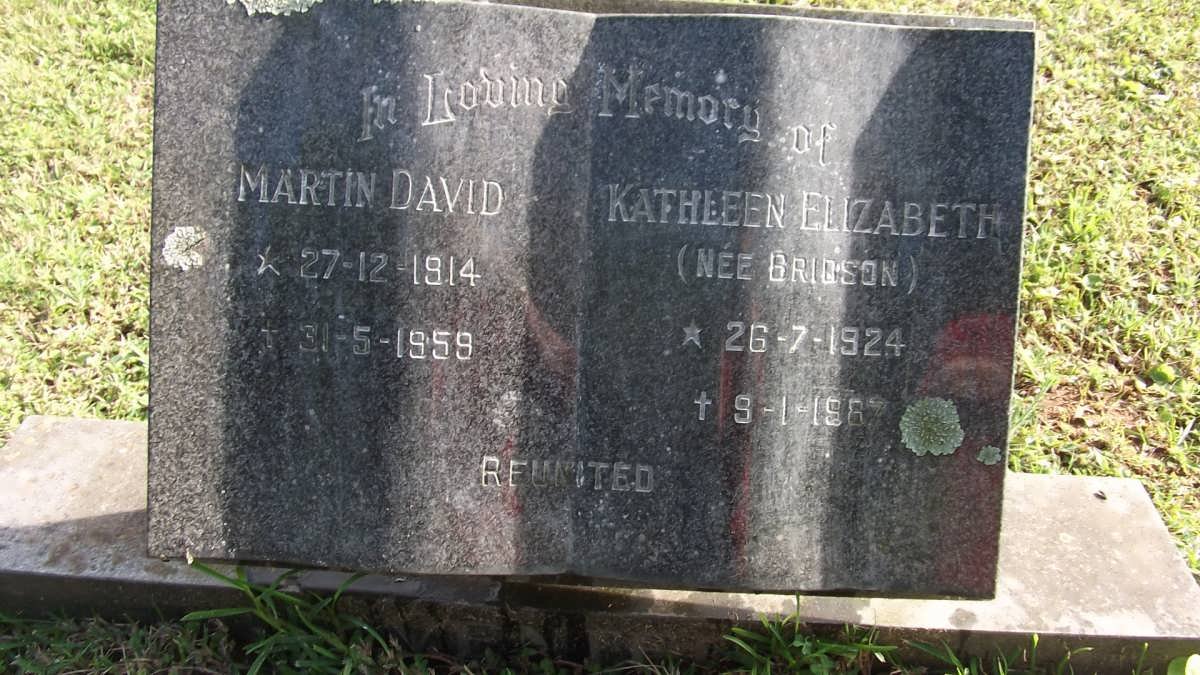 In Loving Memory of
MARTIN DAVID
★ 27-12-1914
† 31-5-1959
KATHLEEN ELIZABETH
(NÉE BRIDSON)
★ 26-7-1924
† 9-1-1987
REUNITED